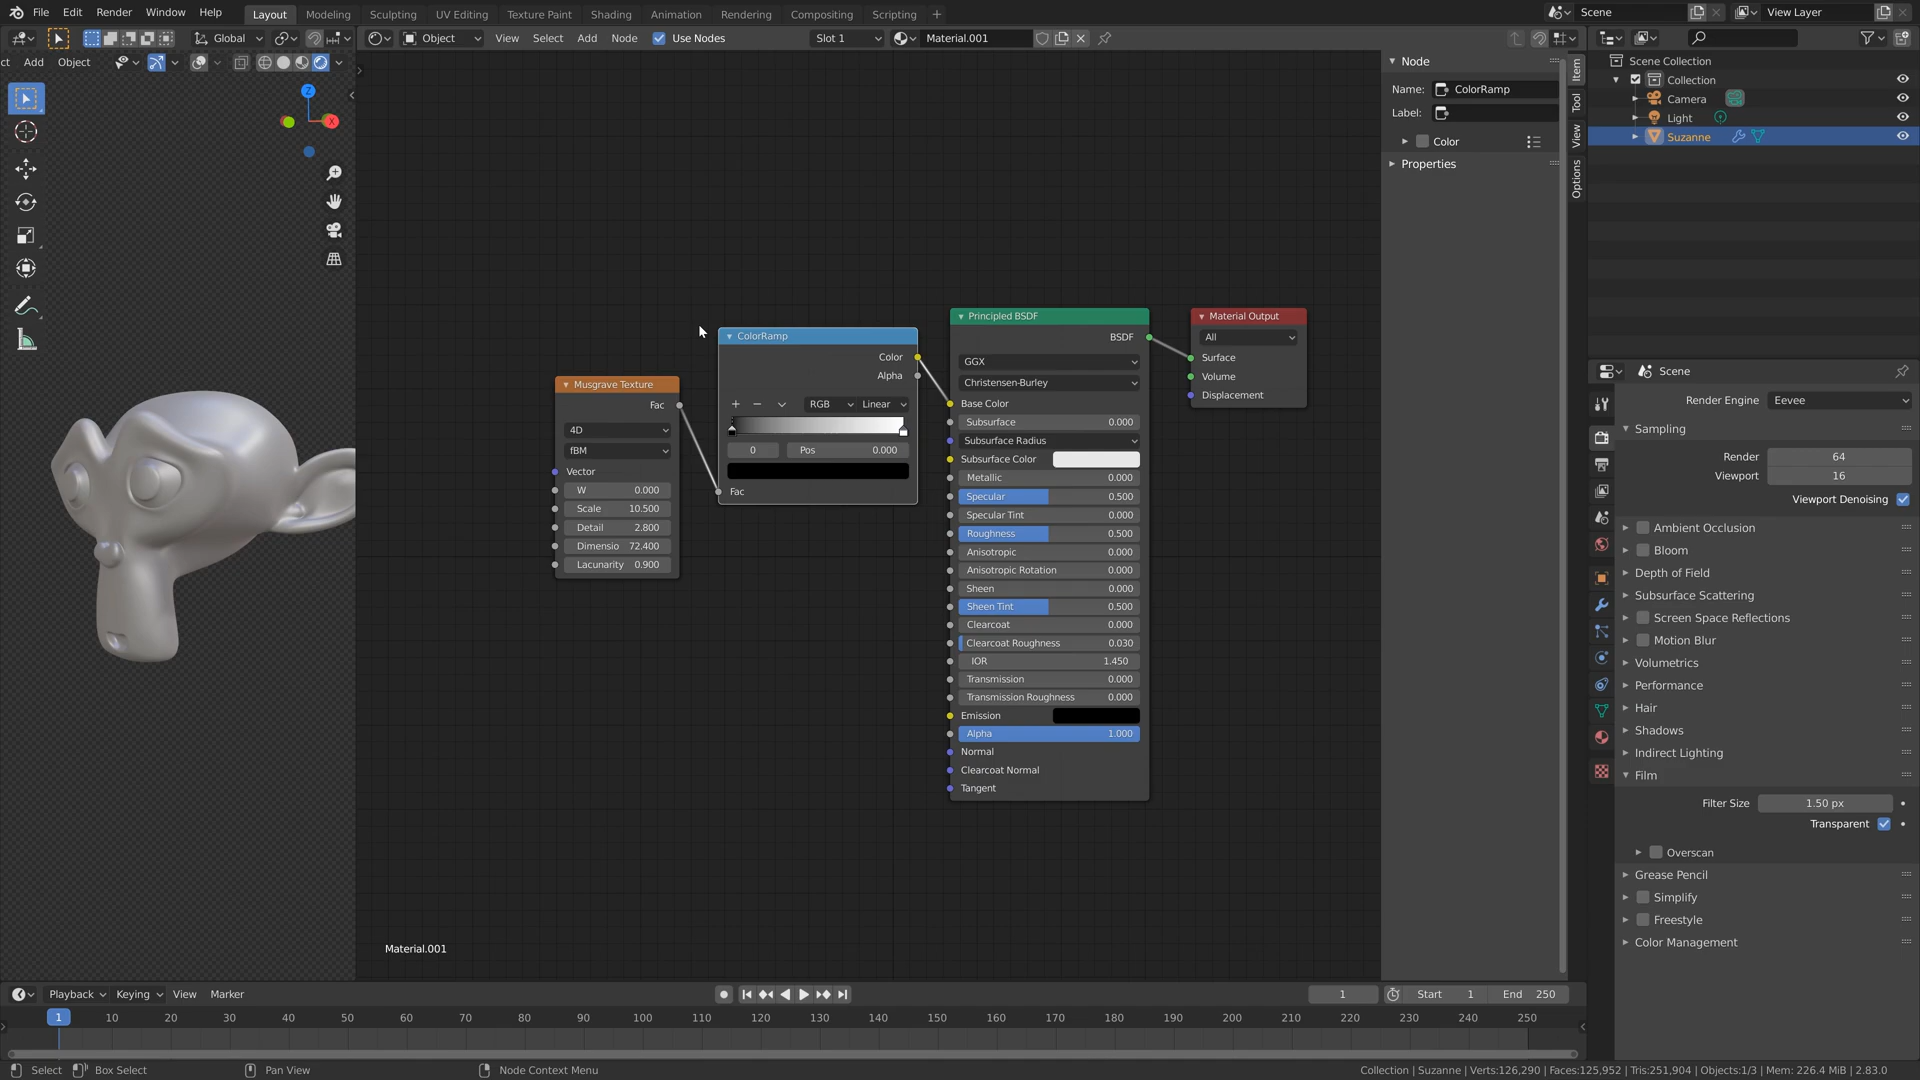 File Edit Render Window Help Layout Modeling Sculpting UV Editing Texture Paint Shading Animation Rendering Compositing Scripting + Scene View Layer
Global Object View Select Add Node Use Nodes Slot 1 Material.001
ct Add Object
Z
X
Node
Name: ColorRamp
Label:
Color
Properties
Item
Tool
View
Options
Scene Collection
Collection
Camera
Light
Suzanne
Musgrave Texture
Fac
4D
fBM
Vector
W 0.000
Scale 10.500
Detail 2.800
Dimensio 72.400
Lacunarity 0.900
ColorRamp
Color
Alpha
RGB Linear
0 Pos 0.000
Fac
Principled BSDF
BSDF
GGX
Christensen-Burley
Base Color
Subsurface 0.000
Subsurface Radius
Subsurface Color
Metallic 0.000
Specular 0.500
Specular Tint 0.000
Roughness 0.500
Anisotropic 0.000
Anisotropic Rotation 0.000
Sheen 0.000
Sheen Tint 0.500
Clearcoat 0.000
Clearcoat Roughness 0.030
IOR 1.450
Transmission 0.000
Transmission Roughness 0.000
Emission
Alpha 1.000
Normal
Clearcoat Normal
Tangent
Material Output
All
Surface
Volume
Displacement
Material.001
Scene
Render Engine Eevee
Sampling
Render 64
Viewport 16
Viewport Denoising
Ambient Occlusion
Bloom
Depth of Field
Subsurface Scattering
Screen Space Reflections
Motion Blur
Volumetrics
Performance
Hair
Shadows
Indirect Lighting
Film
Filter Size 1.50 px
Transparent
Overscan
Grease Pencil
Simplify
Freestyle
Color Management
Playback Keying View Marker 1 Start 1 End 250
1 10 20 30 40 50 60 70 80 90 100 110 120 130 140 150 160 170 180 190 200 210 220 230 240 250
Select Box Select Pan View Node Context Menu Collection | Suzanne | Verts:126,290 | Faces:125,952 | Tris:251,904 | Objects:1/3 | Mem: 226.4 MiB | 2.83.0